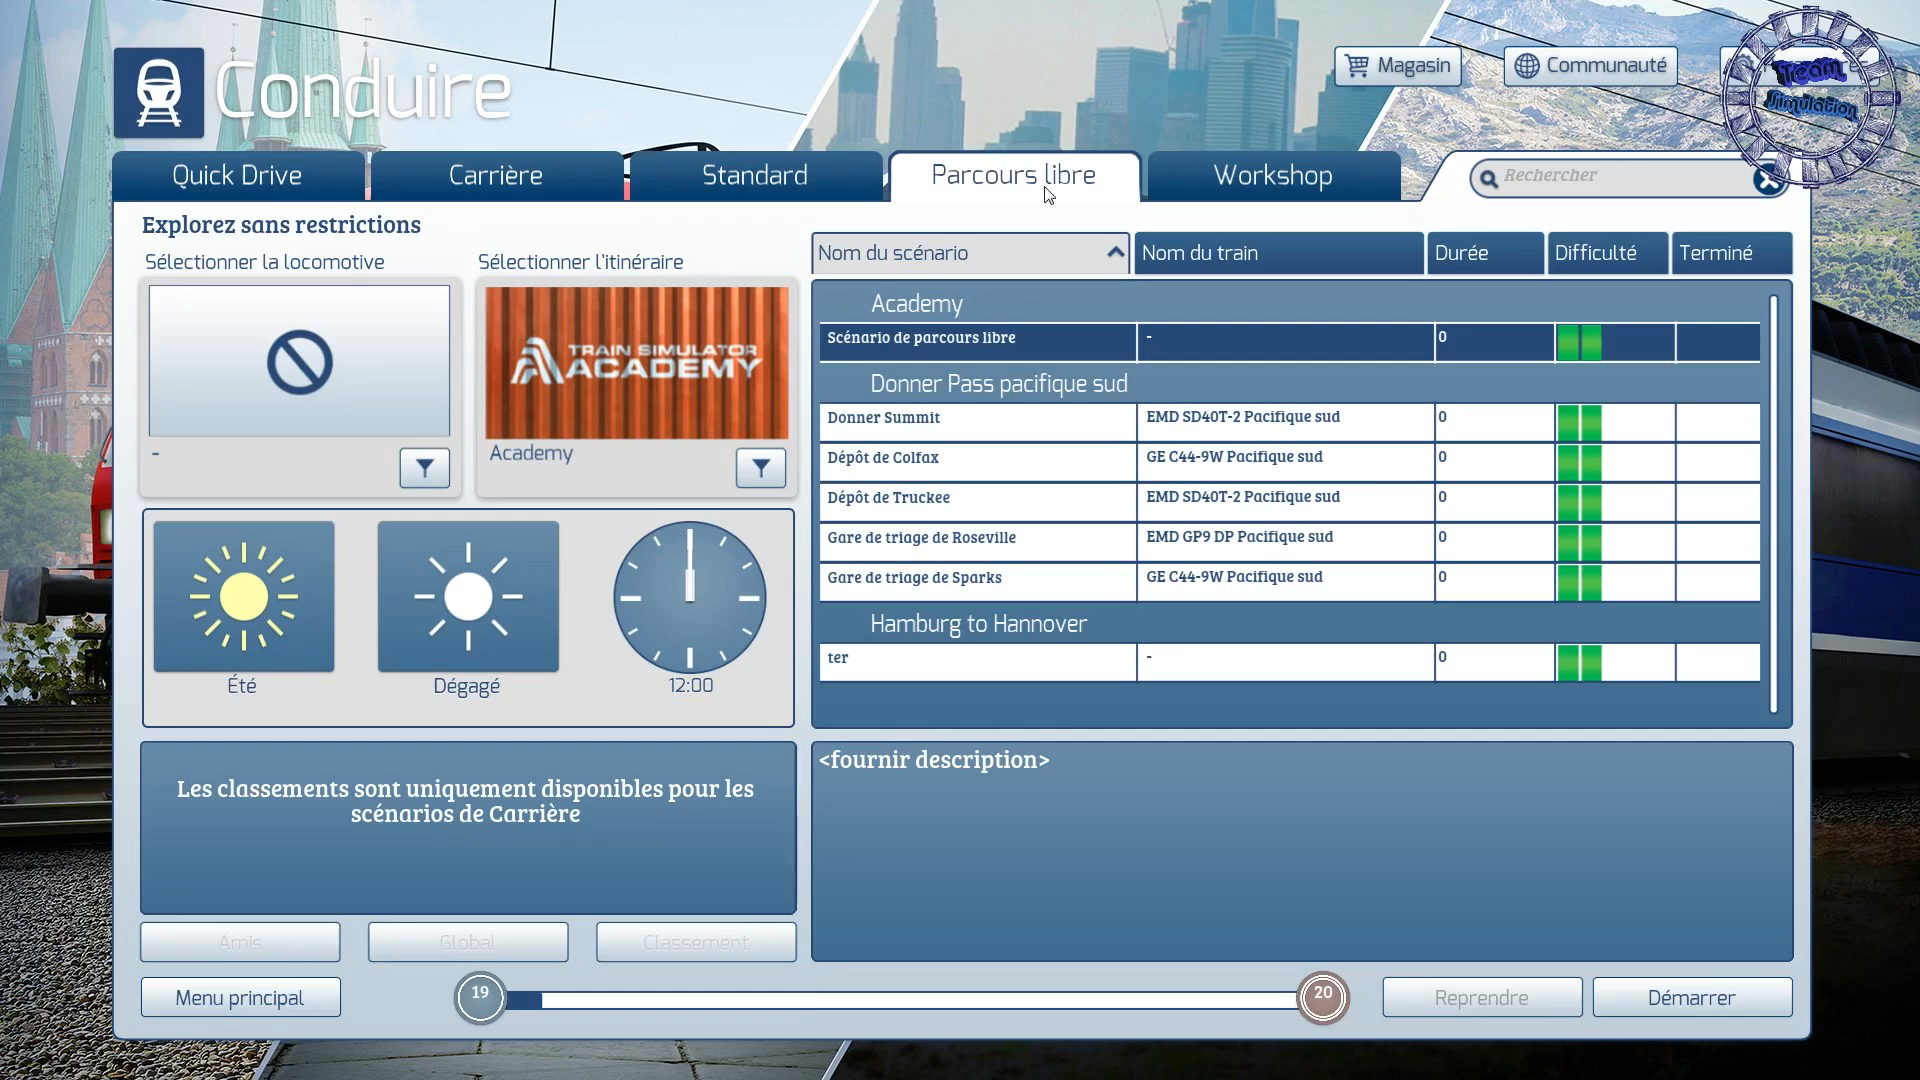 Conduire
Magasin
Communauté
Team
Simulation
Quick Drive
Carrière
Standard
Parcours libre
Workshop
Rechercher
Explorez sans restrictions
Sélectionner la locomotive
Sélectionner l'itinéraire
TRAIN SIMULATOR
ACADEMY
-
Academy
Été
Dégagé
12:00
Nom du scénario
Nom du train
Durée
Difficulté
Terminé
Academy
Scénario de parcours libre
-
0
Donner Pass pacifique sud
Donner Summit
EMD SD40T-2 Pacifique sud
0
Dépôt de Colfax
GE C44-9W Pacifique sud
0
Dépôt de Truckee
EMD SD40T-2 Pacifique sud
0
Gare de triage de Roseville
EMD GP9 DP Pacifique sud
0
Gare de triage de Sparks
GE C44-9W Pacifique sud
0
Hamburg to Hannover
ter
-
0
Les classements sont uniquement disponibles pour les
scénarios de Carrière
<fournir description>
Amis
Global
Classement
Menu principal
19
20
Reprendre
Démarrer